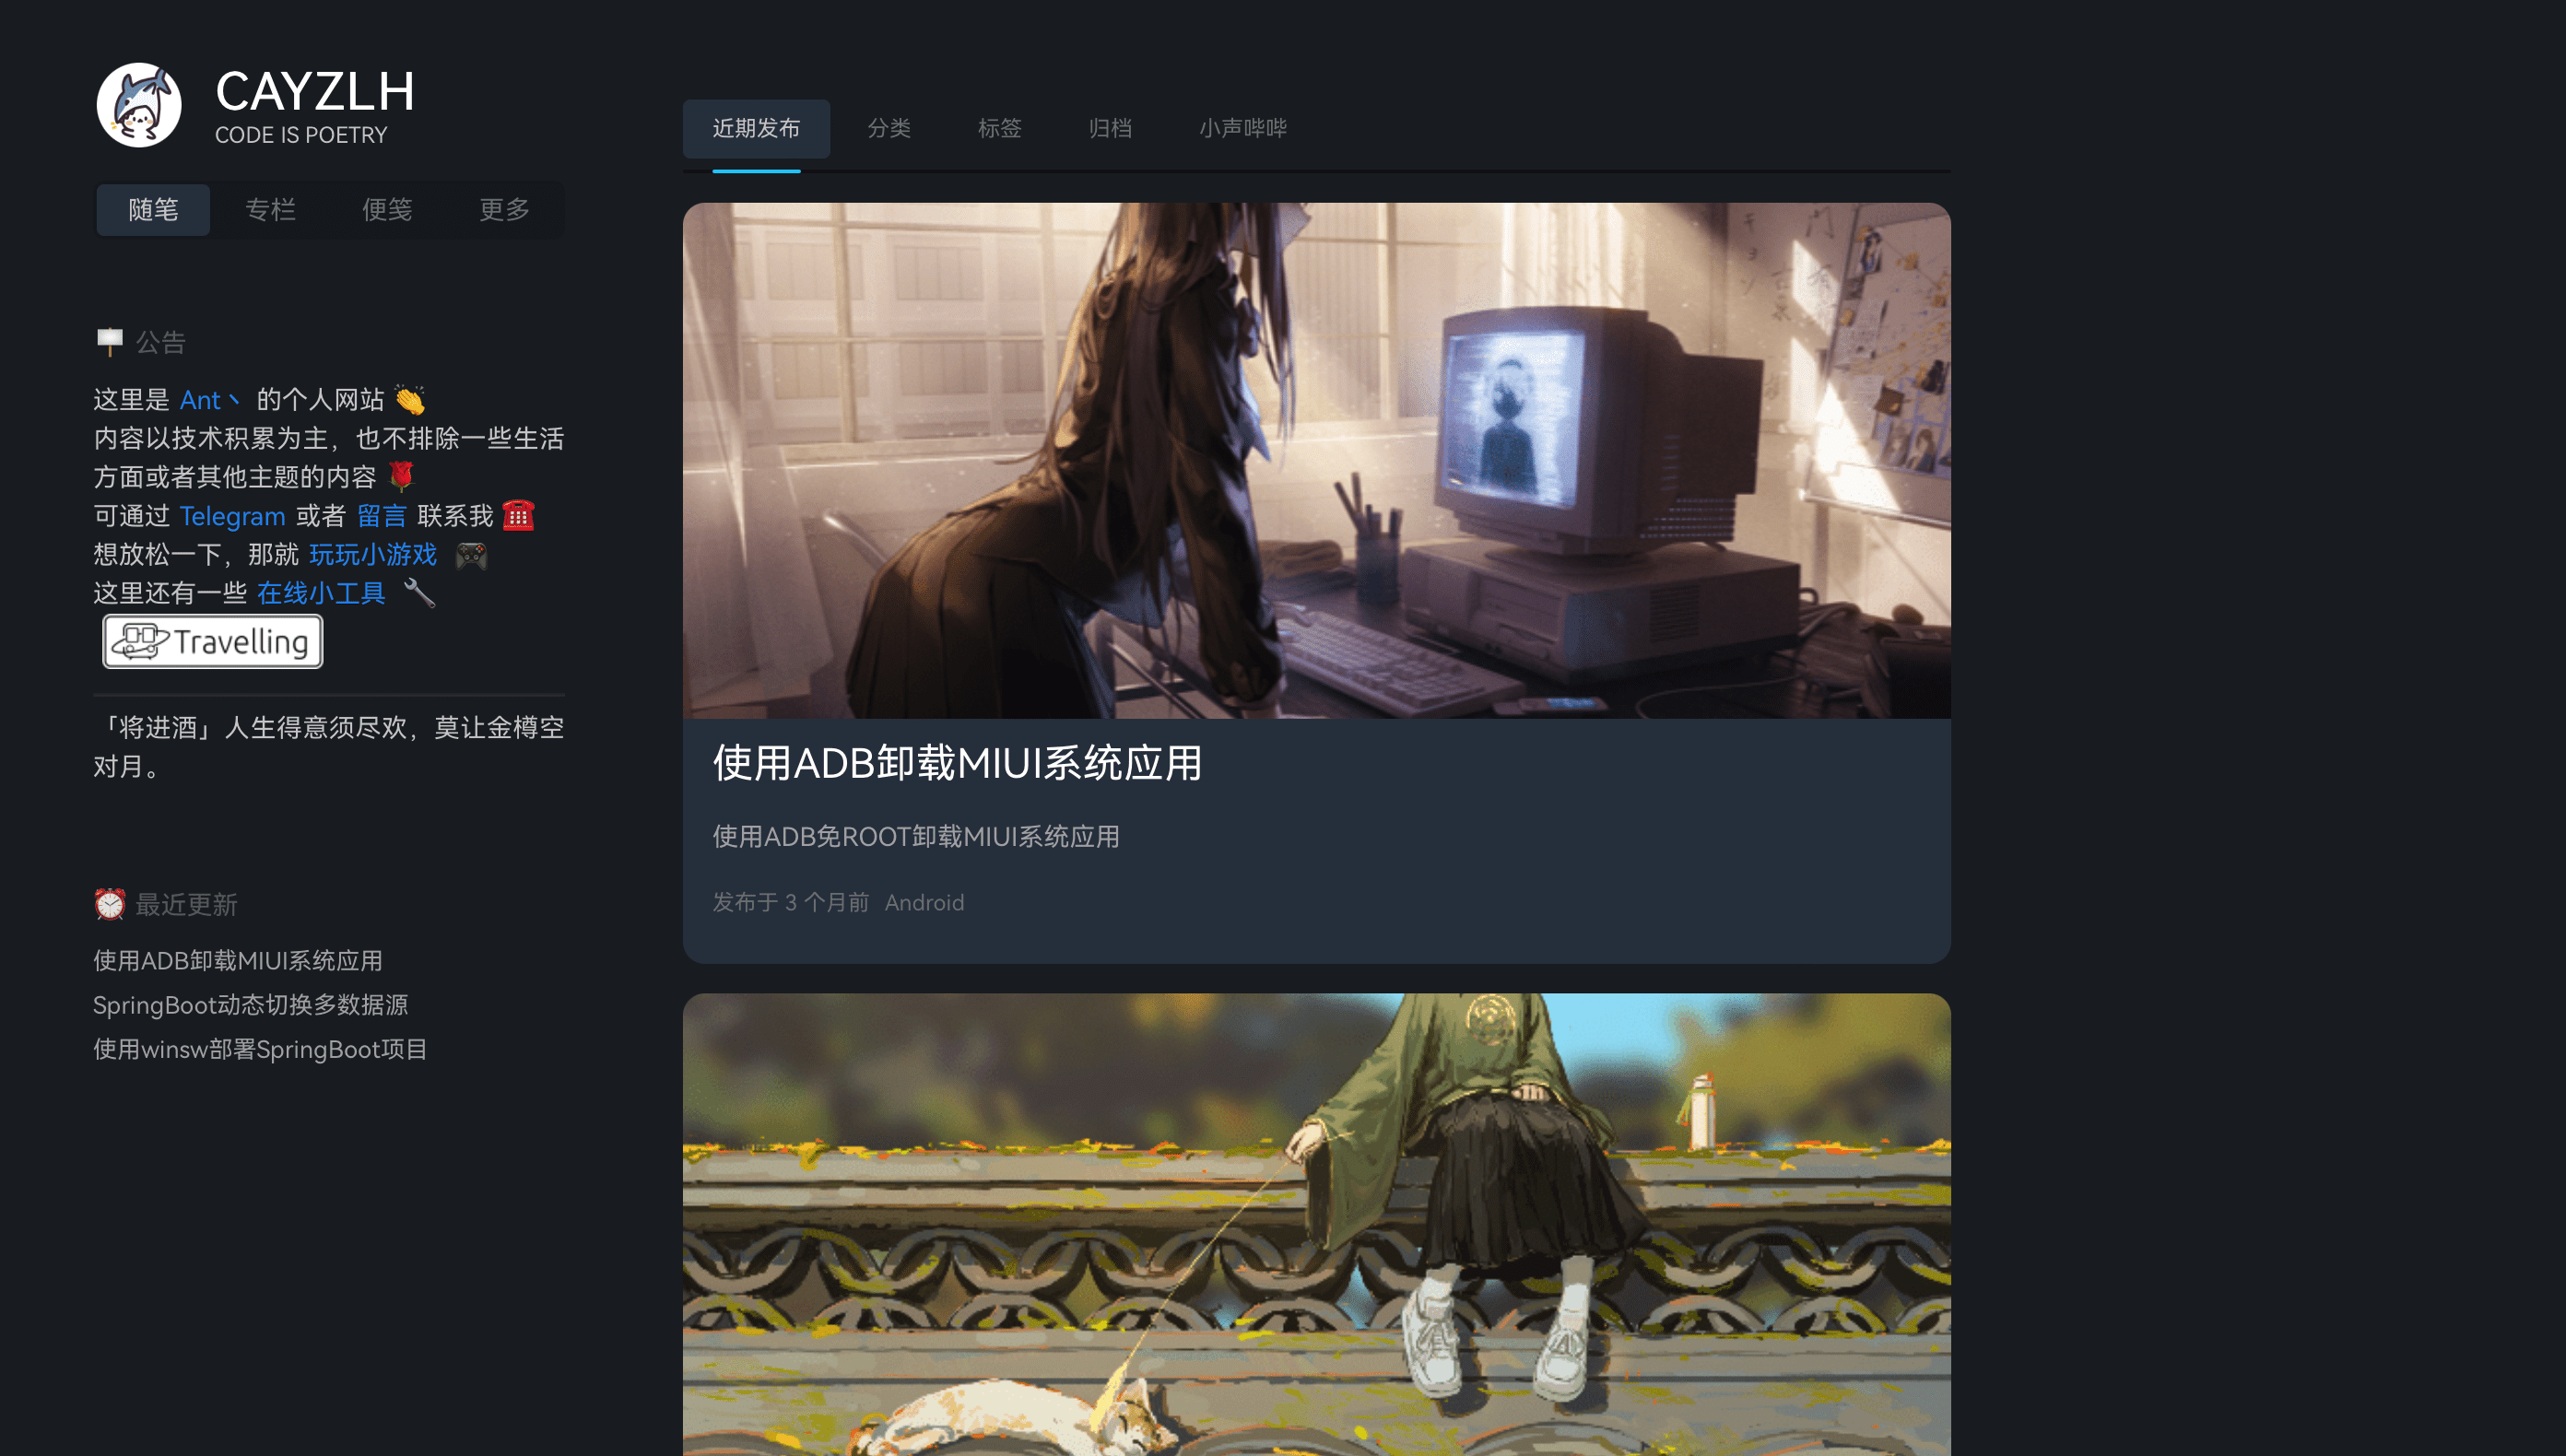 CAYZLH
CODE IS POETRY
随笔 专栏 便笺 更多
公告
这里是 Ant丶 的个人网站 👏
内容以技术积累为主，也不排除一些生活
方面或者其他主题的内容 🌹
可通过 Telegram 或者 留言 联系我 ☎️
想放松一下，那就 玩玩小游戏 🎮
这里还有一些 在线小工具 🔧
Travelling
「将进酒」人生得意须尽欢，莫让金樽空
对月。
最近更新
使用ADB卸载MIUI系统应用
SpringBoot动态切换多数据源
使用winsw部署SpringBoot项目
近期发布 分类 标签 归档 小声哔哔
使用ADB卸载MIUI系统应用
使用ADB免ROOT卸载MIUI系统应用
发布于 3 个月前 Android